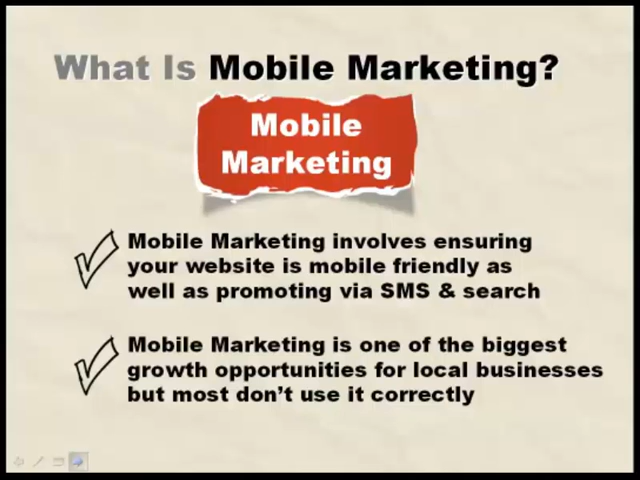 What Is Mobile Marketing?
Mobile
Marketing
Mobile Marketing involves ensuring
your website is mobile friendly as
well as promoting via SMS & search
Mobile Marketing is one of the biggest
growth opportunities for local businesses
but most don't use it correctly